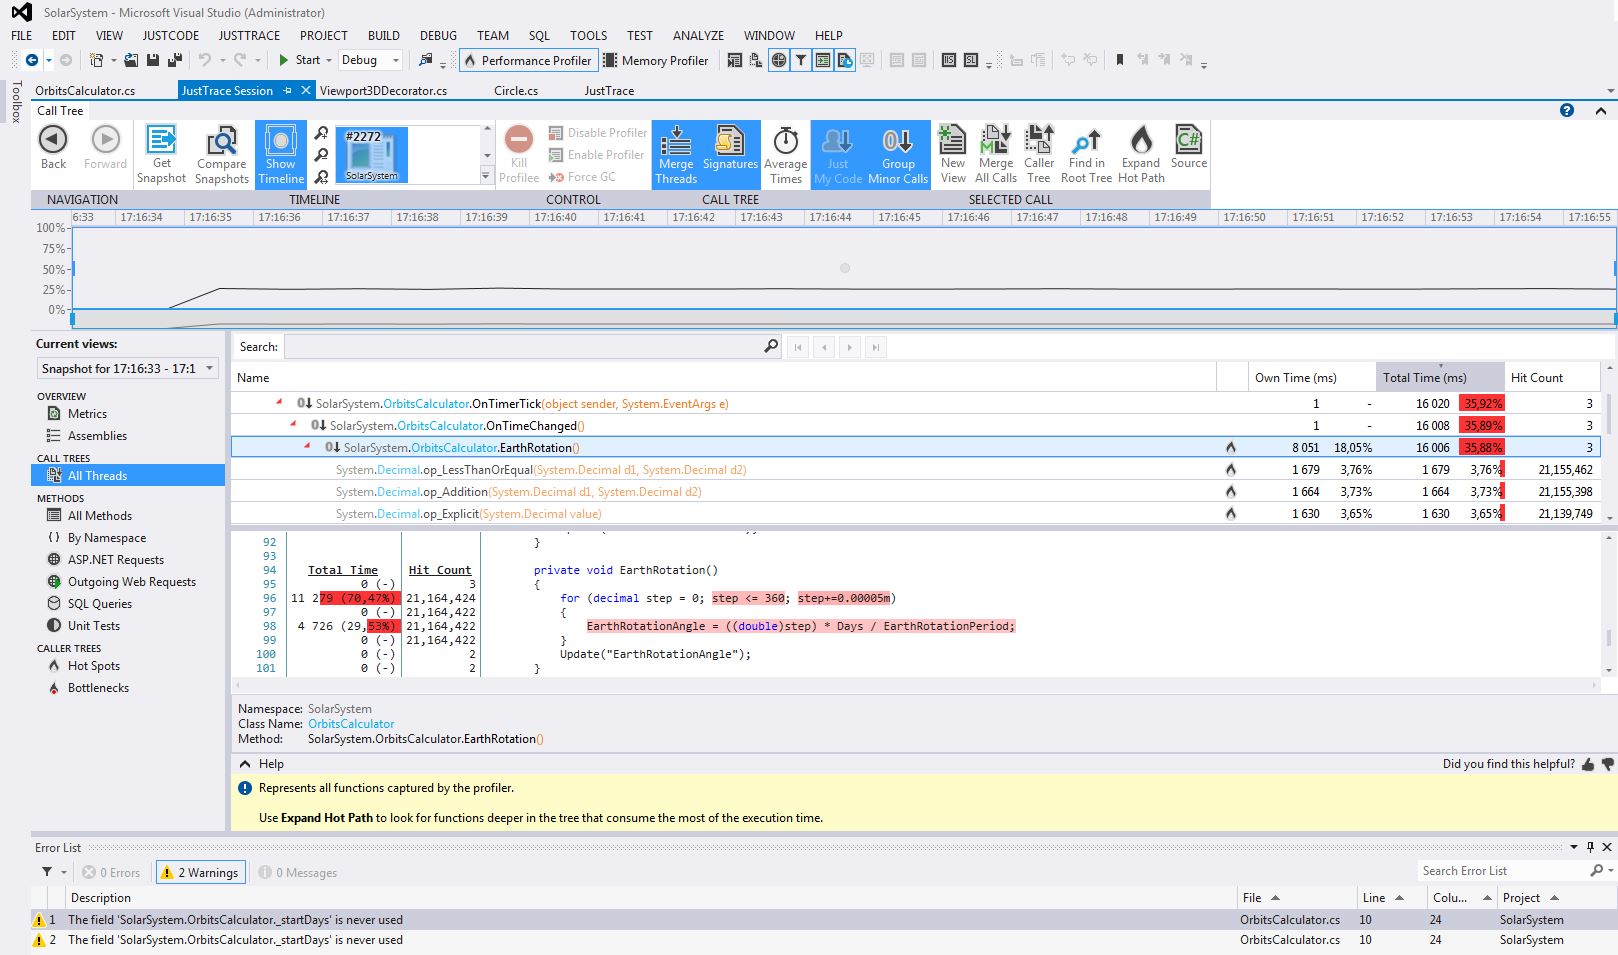 SolarSystem - Microsoft Visual Studio (Administrator)
FILE EDIT VIEW JUSTCODE JUSTTRACE PROJECT BUILD DEBUG TEAM SQL TOOLS TEST ANALYZE WINDOW HELP
Start Debug Performance Profiler Memory Profiler
Toolbox
OrbitsCalculator.cs JustTrace Session Viewport3DDecorator.cs Circle.cs JustTrace
Call Tree
Back Forward Get Snapshot Compare Snapshots Show Timeline #2272 SolarSystem Kill Profilee Disable Profiler Enable Profiler Force GC Merge Threads Signatures Average Times Just My Code Group Minor Calls New View Merge All Calls Caller Tree Find in Root Tree Expand Hot Path Source
NAVIGATION TIMELINE CONTROL CALL TREE SELECTED CALL
6:33 17:16:34 17:16:35 17:16:36 17:16:37 17:16:38 17:16:39 17:16:40 17:16:41 17:16:42 17:16:43 17:16:44 17:16:45 17:16:46 17:16:47 17:16:48 17:16:49 17:16:50 17:16:51 17:16:52 17:16:53 17:16:54 17:16:55
100%
75%
50%
25%
0%
Current views:
Snapshot for 17:16:33 - 17:1
OVERVIEW
Metrics
Assemblies
CALL TREES
All Threads
METHODS
All Methods
By Namespace
ASP.NET Requests
Outgoing Web Requests
SQL Queries
Unit Tests
CALLER TREES
Hot Spots
Bottlenecks
Search:
Name Own Time (ms) Total Time (ms) Hit Count
SolarSystem.OrbitsCalculator.OnTimerTick(object sender, System.EventArgs e) 1 - 16 020 35,92% 3
SolarSystem.OrbitsCalculator.OnTimeChanged() 1 - 16 008 35,89% 3
SolarSystem.OrbitsCalculator.EarthRotation() 8 051 18,05% 16 006 35,88% 3
System.Decimal.op_LessThanOrEqual(System.Decimal d1, System.Decimal d2) 1 679 3,76% 1 679 3,76% 21,155,462
System.Decimal.op_Addition(System.Decimal d1, System.Decimal d2) 1 664 3,73% 1 664 3,73% 21,155,398
System.Decimal.op_Explicit(System.Decimal value) 1 630 3,65% 1 630 3,65% 21,139,749
92 }
93
94 Total Time Hit Count private void EarthRotation()
95 0 (-) 3 {
96 11 279 (70,47%) 21,164,424 for (decimal step = 0; step <= 360; step+=0.00005m)
97 0 (-) 21,164,422 {
98 4 726 (29,53%) 21,164,422 EarthRotationAngle = ((double)step) * Days / EarthRotationPeriod;
99 0 (-) 21,164,422 }
100 0 (-) 2 Update("EarthRotationAngle");
101 0 (-) 2 }
Namespace: SolarSystem
Class Name: OrbitsCalculator
Method: SolarSystem.OrbitsCalculator.EarthRotation()
Help Did you find this helpful?
Represents all functions captured by the profiler.
Use Expand Hot Path to look for functions deeper in the tree that consume the most of the execution time.
Error List
0 Errors 2 Warnings 0 Messages Search Error List
Description File Line Colu... Project
1 The field 'SolarSystem.OrbitsCalculator._startDays' is never used OrbitsCalculator.cs 10 24 SolarSystem
2 The field 'SolarSystem.OrbitsCalculator._startDays' is never used OrbitsCalculator.cs 10 24 SolarSystem